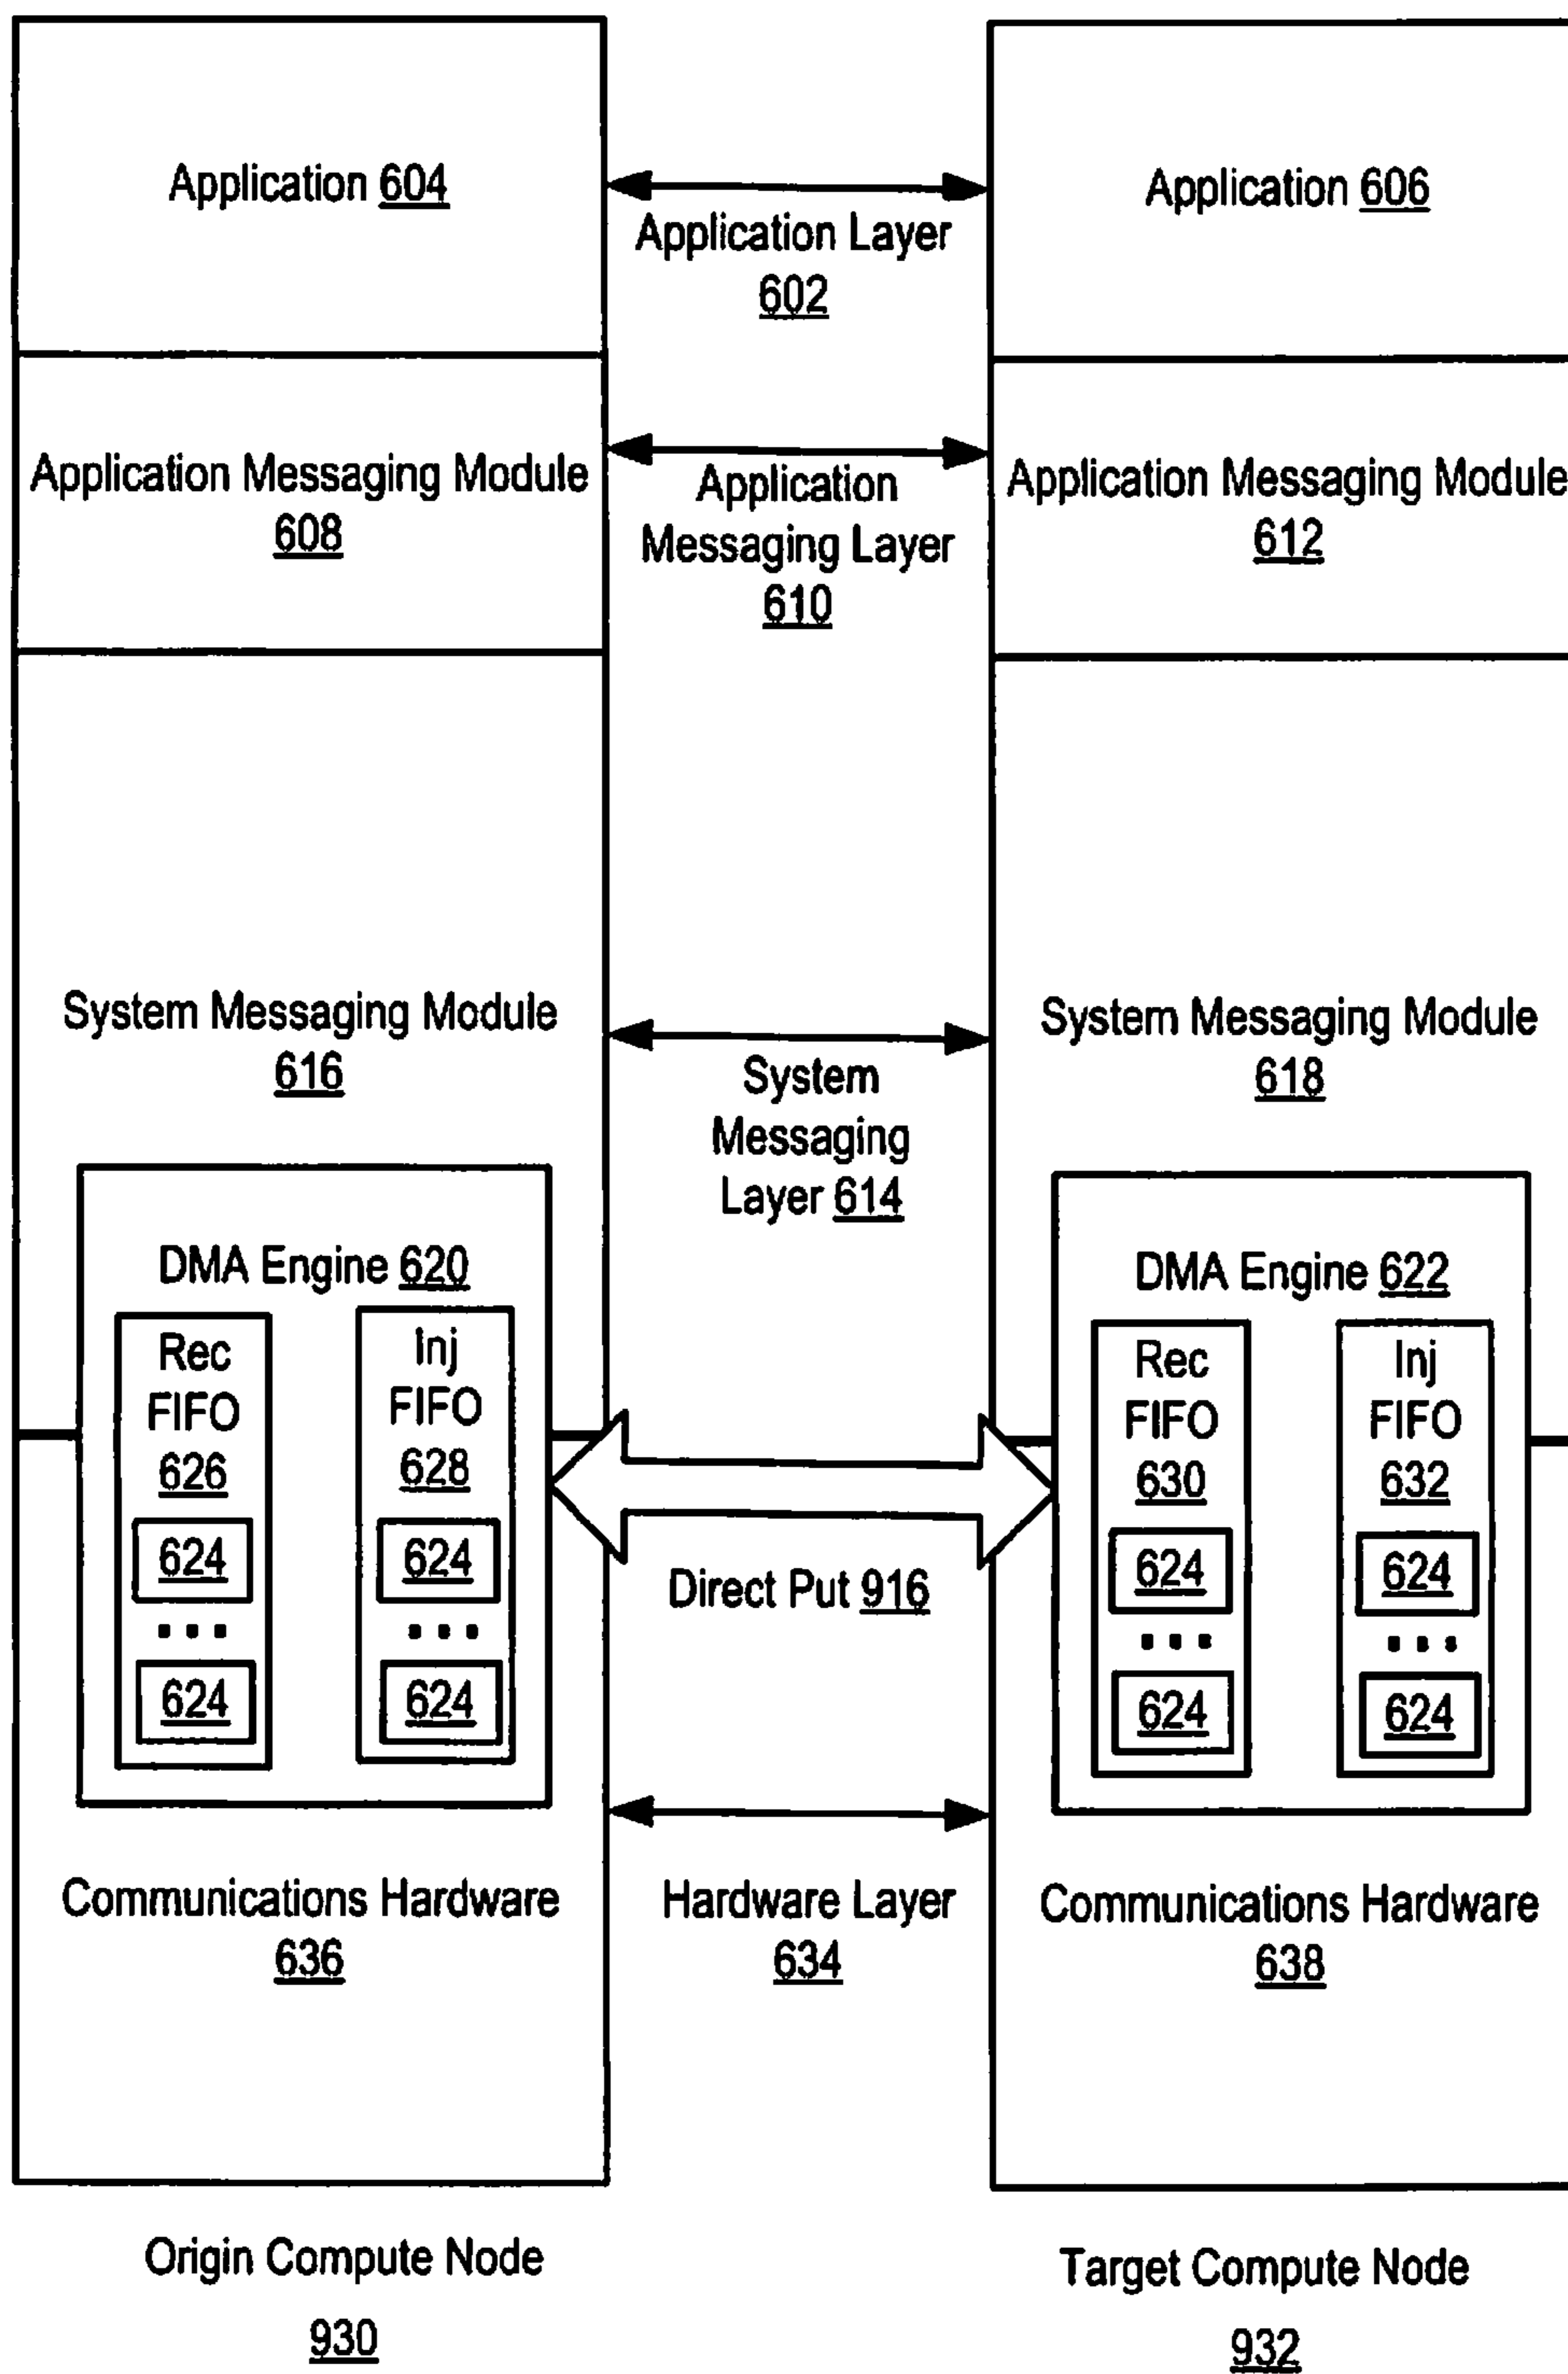 Application 604
Application Layer
602
Application 606
Application Messaging Module
608
Application
Messaging Layer
610
Application Messaging Module
612
System Messaging Module
616
System
Messaging
Layer 614
System Messaging Module
618
DMA Engine 620
Rec
FIFO
626
624
...
624
Inj
FIFO
628
624
...
624
Direct Put 916
DMA Engine 622
Rec
FIFO
630
624
...
624
Inj
FIFO
632
624
...
624
Communications Hardware
636
Hardware Layer
634
Communications Hardware
638
Origin Compute Node
930
Target Compute Node
932